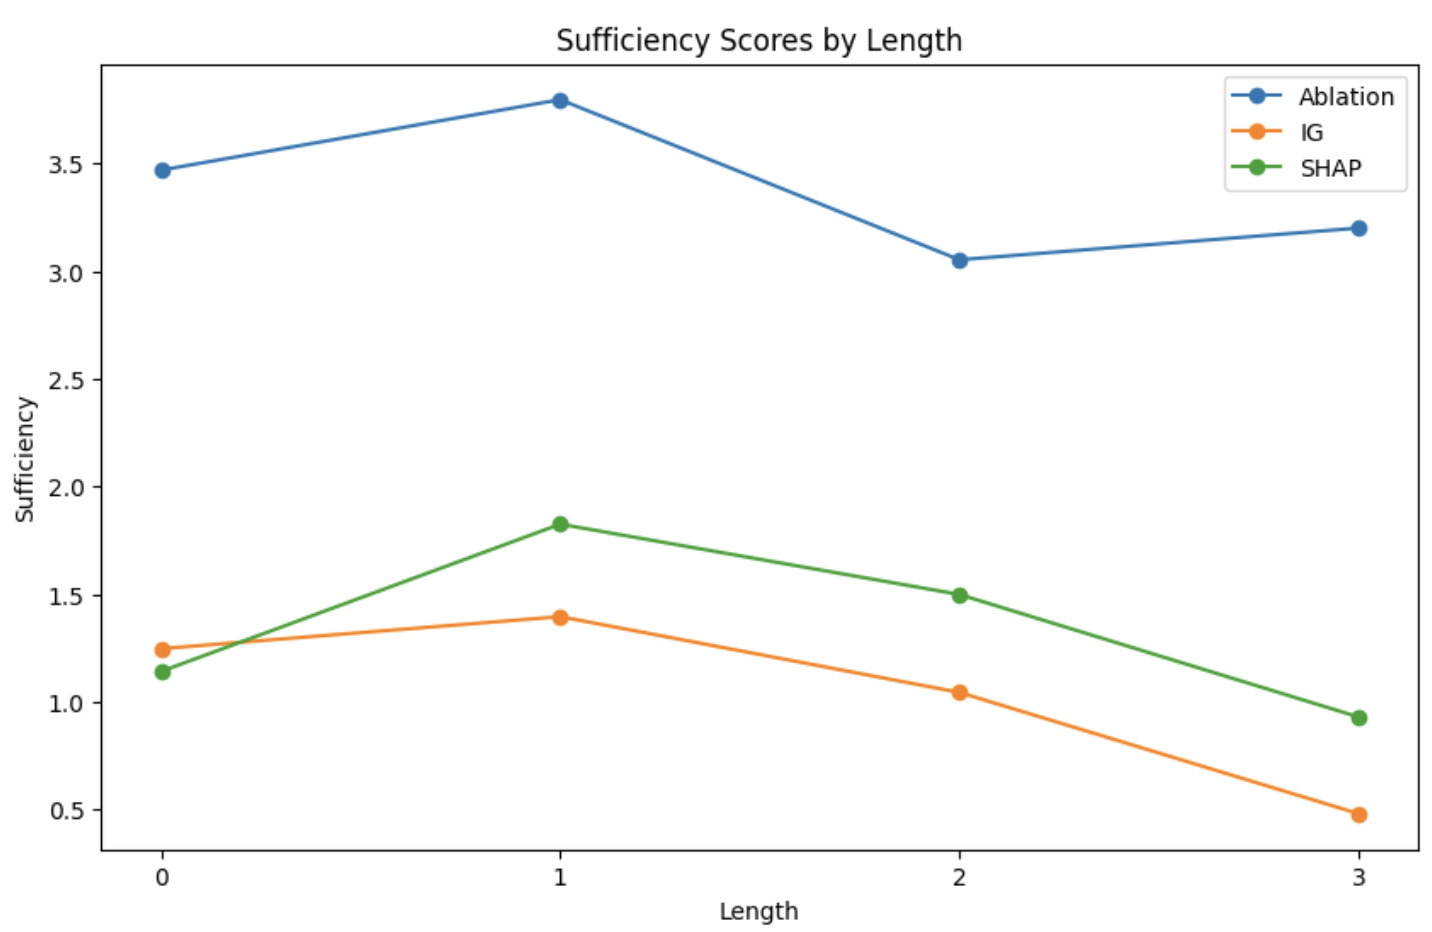 Sufficiency Scores by Length
Ablation
IG
SHAP
3.5
3.0
2.5
2.0
1.5
1.0
0.5
Sufficiency
0 1 2 3
Length